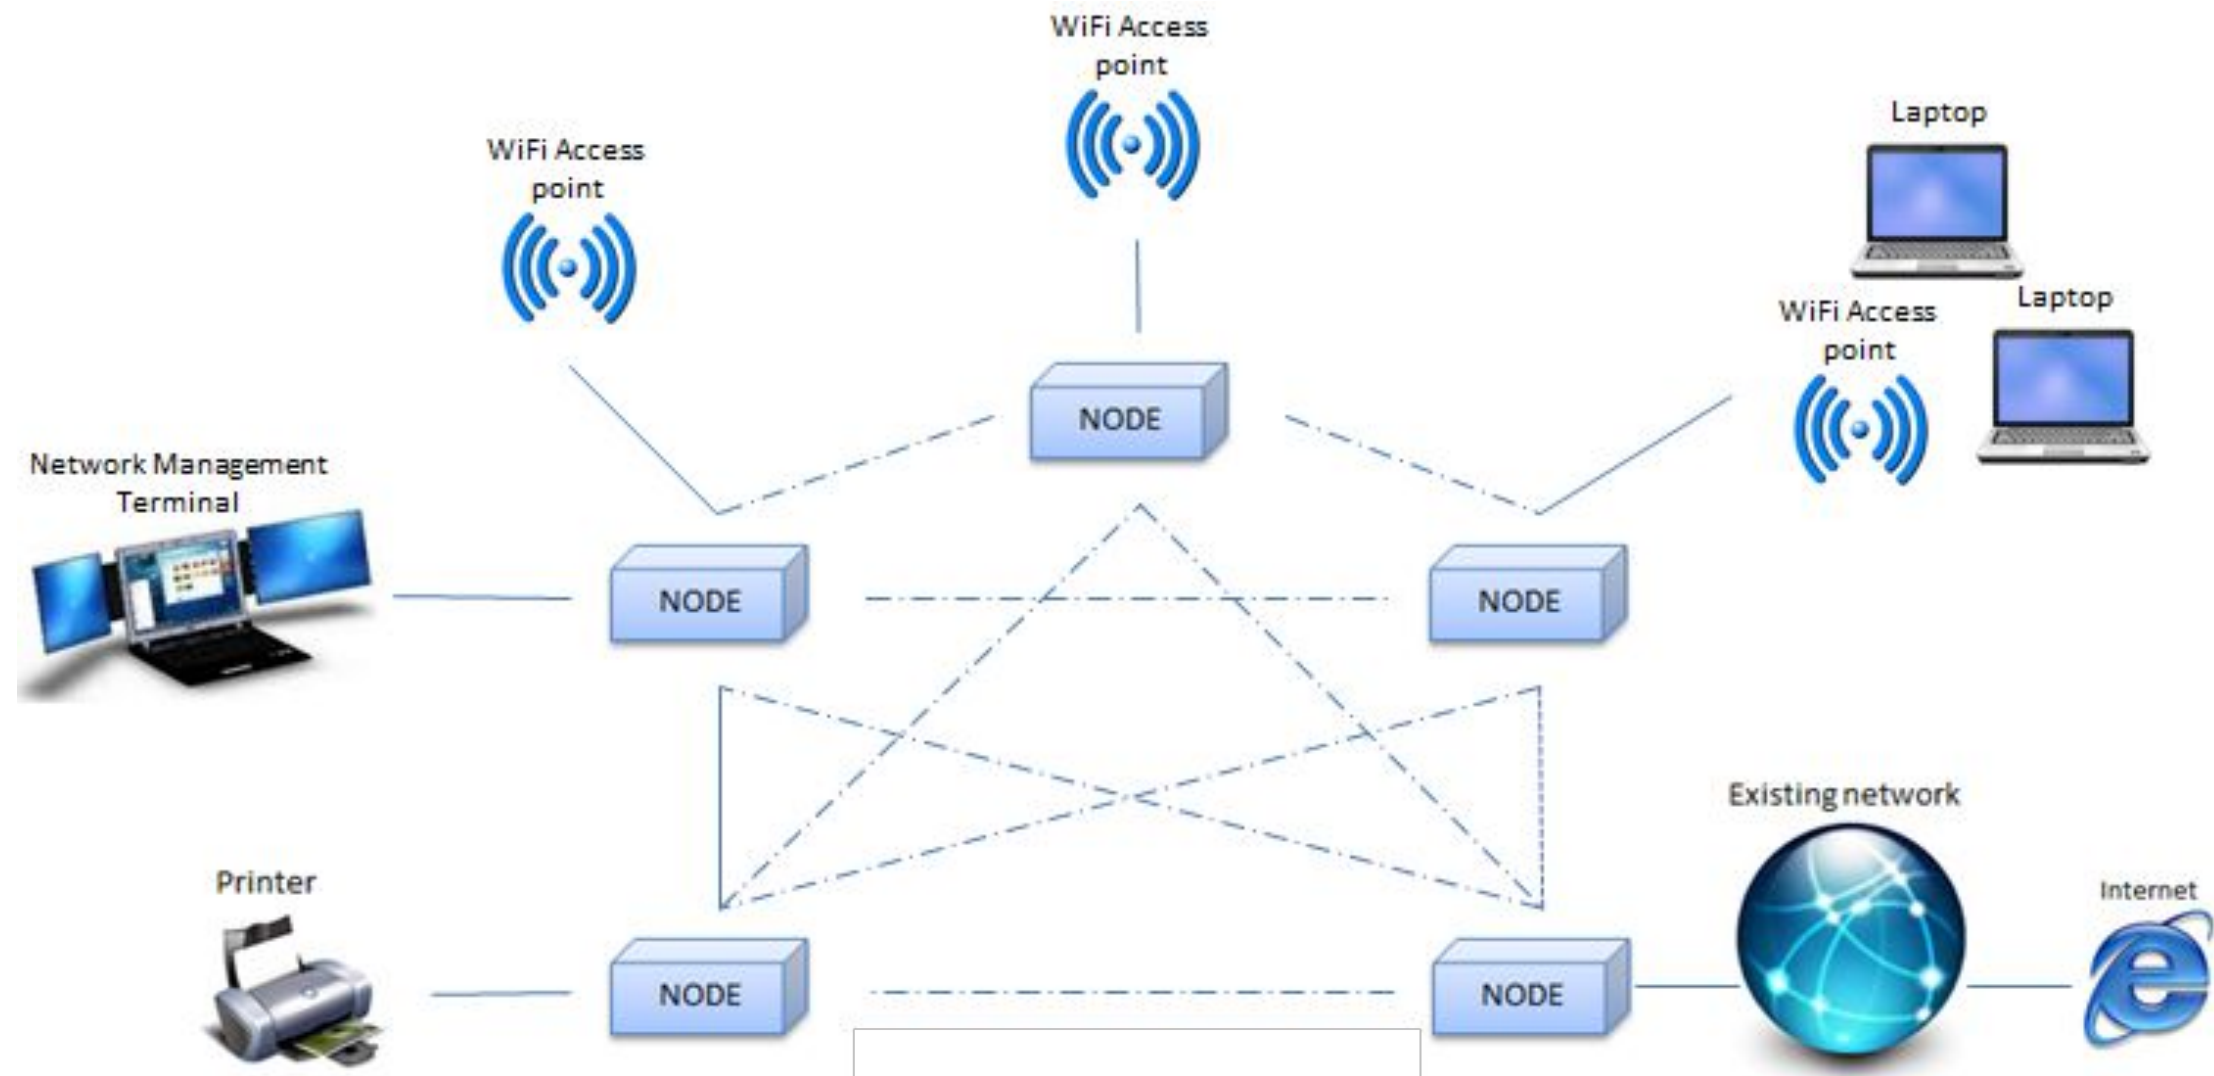 WiFi Access
point
WiFi Access
point
Laptop
Laptop
WiFi Access
point
NODE
Network Management
Terminal
NODE
NODE
Existing network
Printer
Internet
NODE
NODE